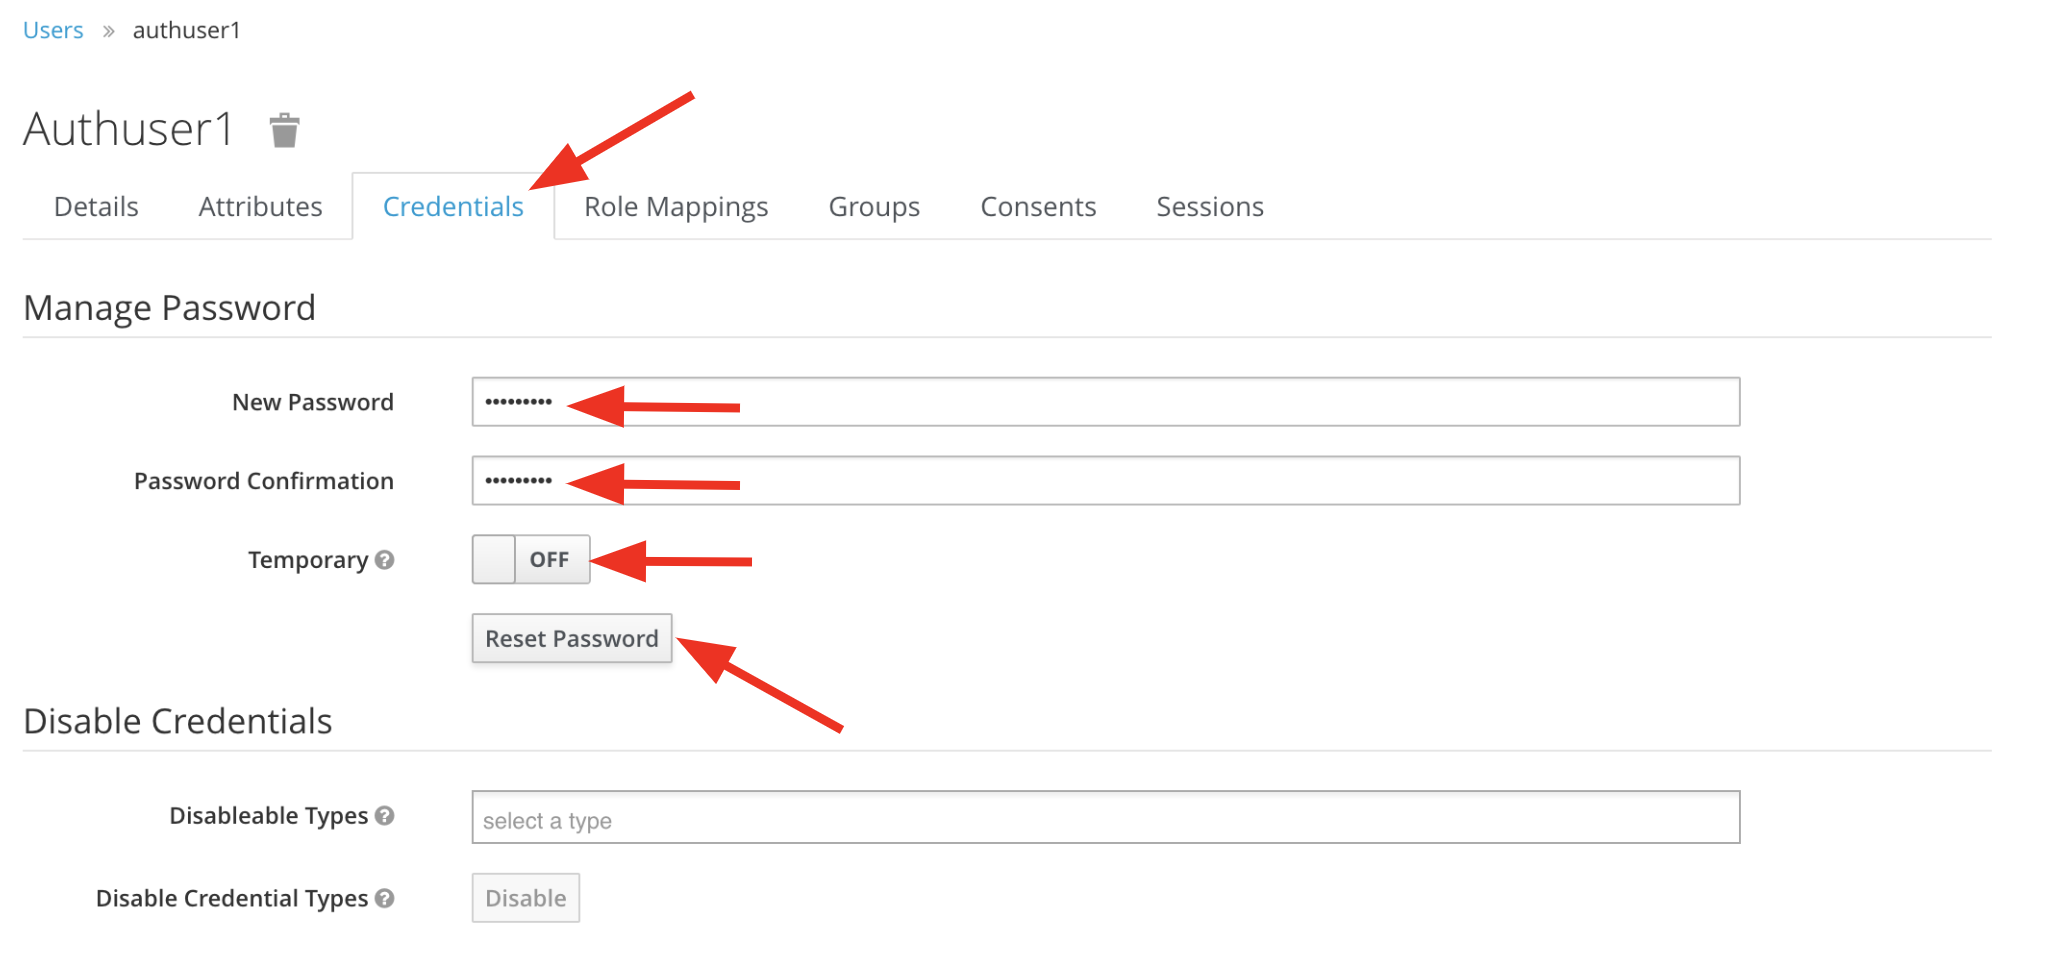 Users » authuser1
Authuser1
Details Attributes Credentials Role Mappings Groups Consents Sessions
Manage Password
New Password •••••••••
Password Confirmation •••••••••
Temporary ? OFF
Reset Password
Disable Credentials
Disableable Types ? select a type
Disable Credential Types ? Disable